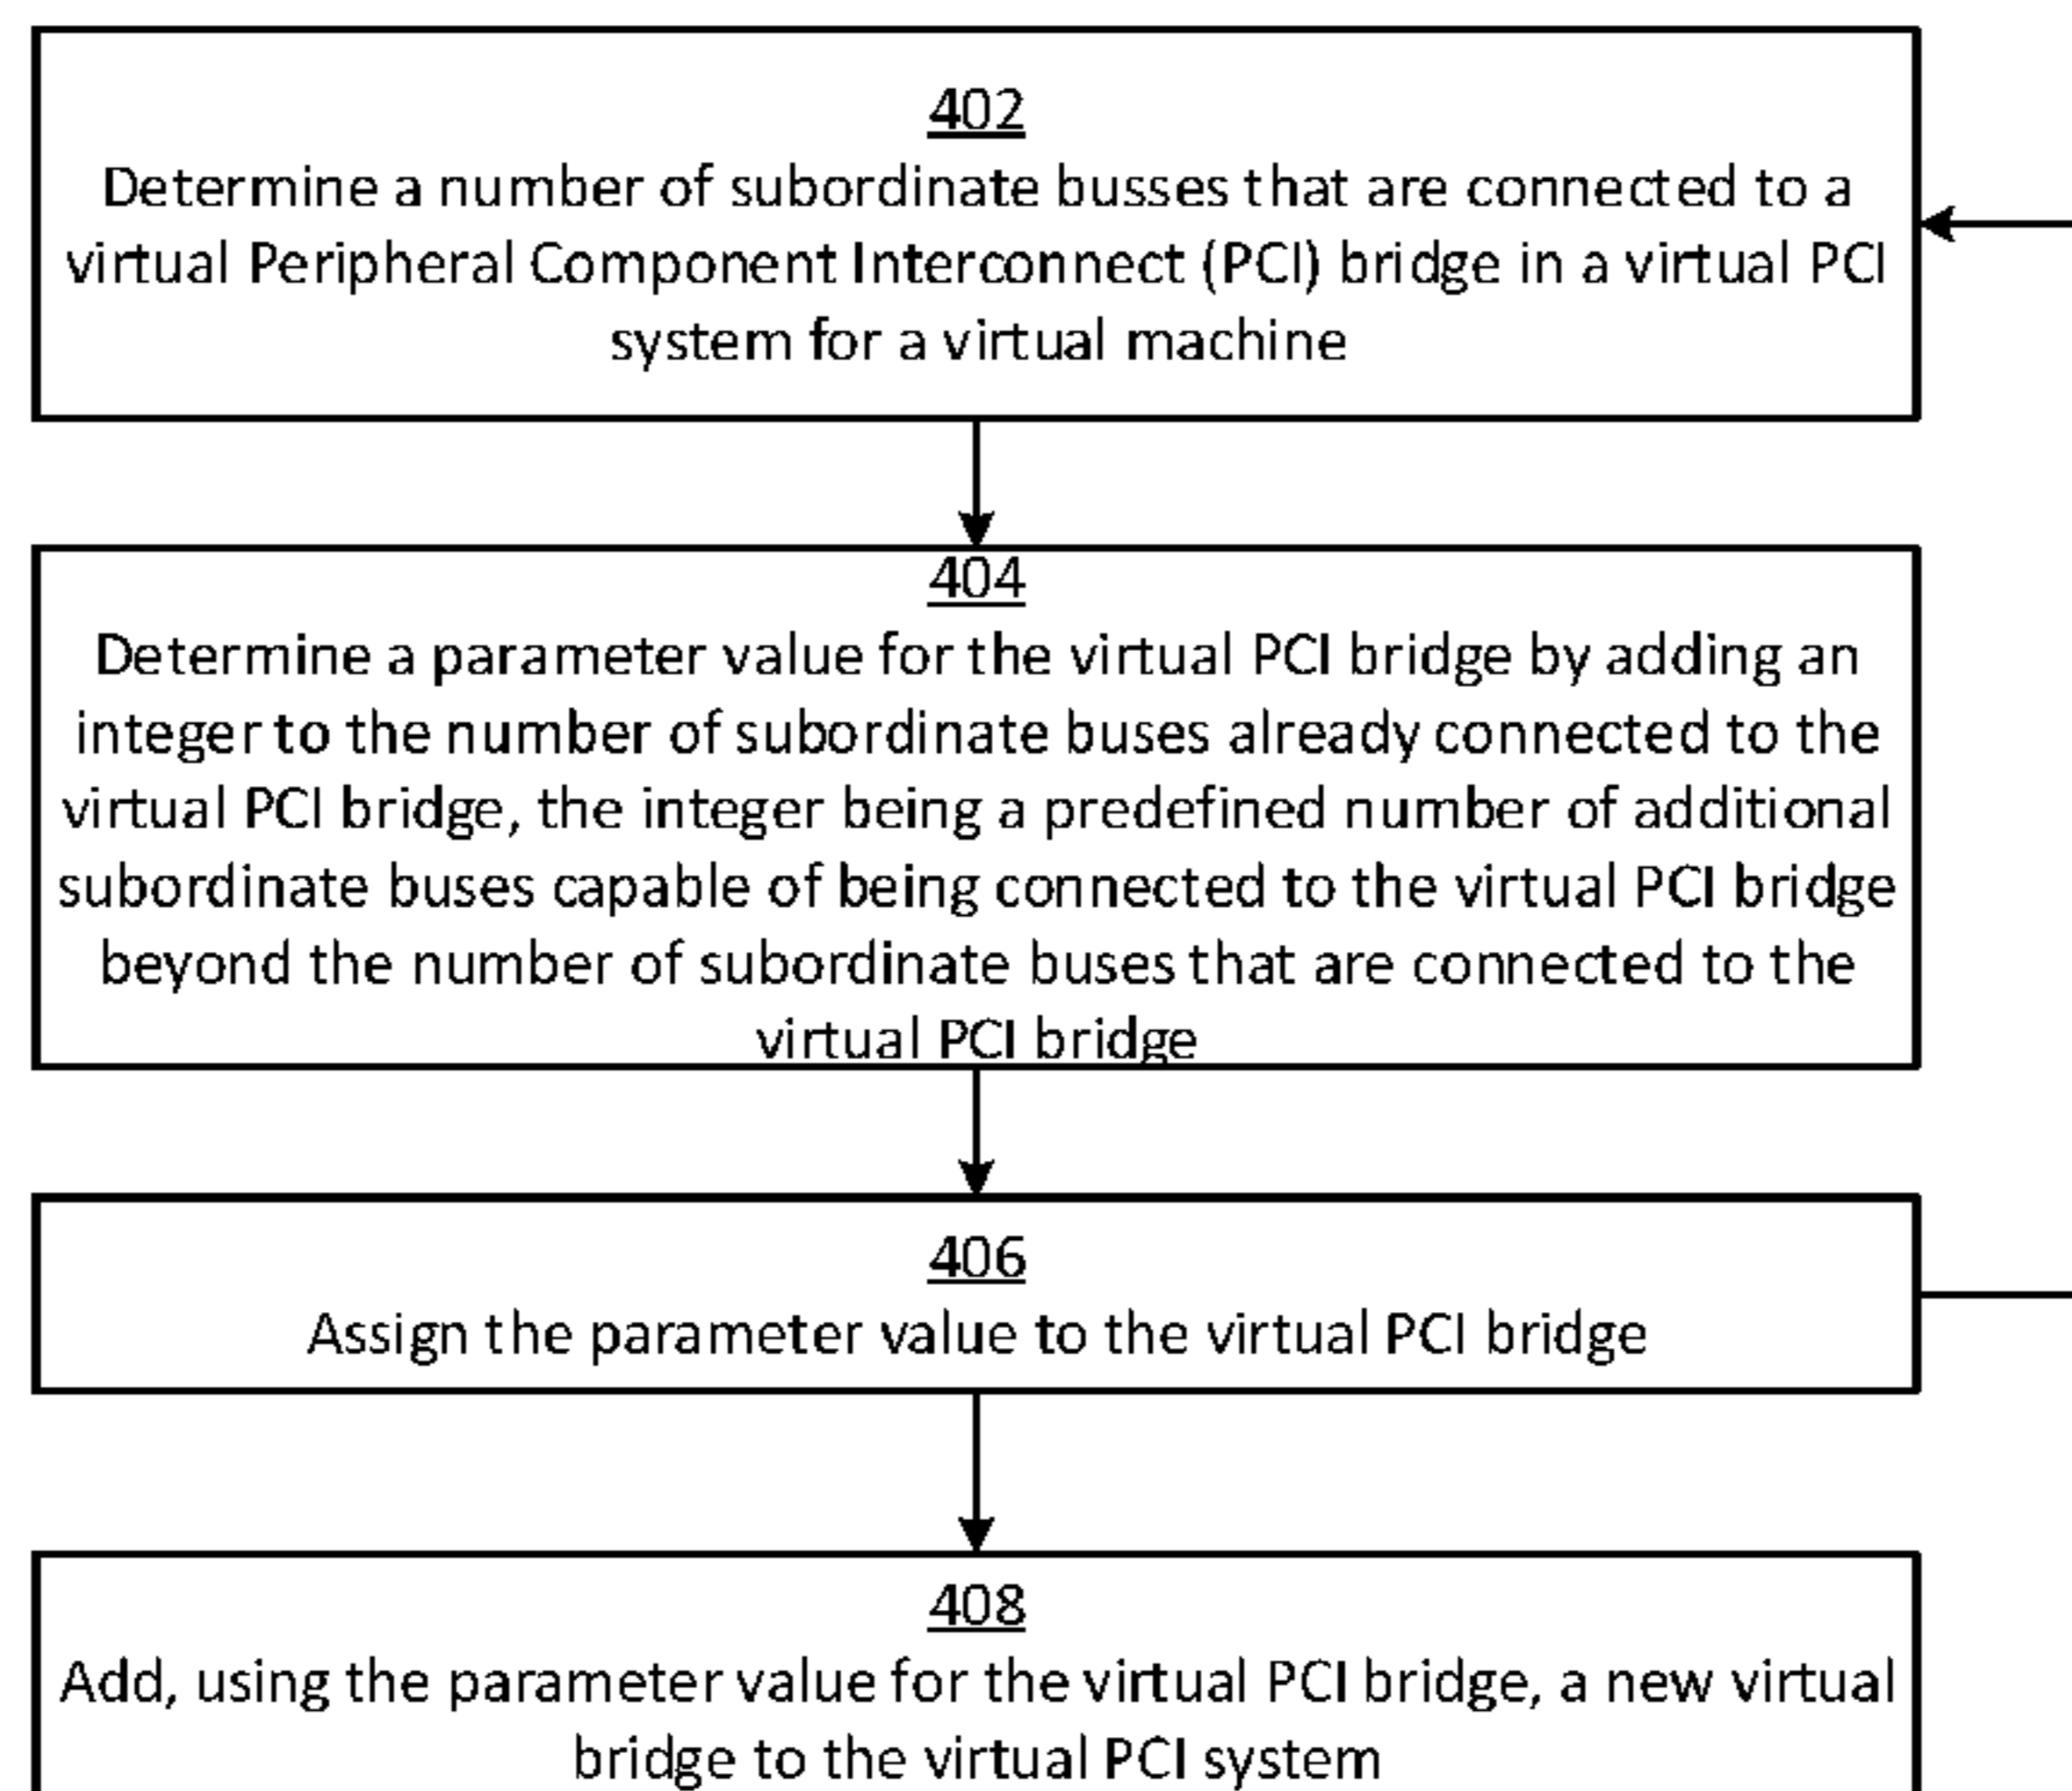 402
Determine a number of subordinate busses that are connected to a
virtual Peripheral Component Interconnect (PCI) bridge in a virtual PCI
system for a virtual machine
404
Determine a parameter value for the virtual PCI bridge by adding an
integer to the number of subordinate buses already connected to the
virtual PCI bridge, the integer being a predefined number of additional
subordinate buses capable of being connected to the virtual PCI bridge
beyond the number of subordinate buses that are connected to the
virtual PCI bridge
406
Assign the parameter value to the virtual PCI bridge
408
Add, using the parameter value for the virtual PCI bridge, a new virtual
bridge to the virtual PCI system